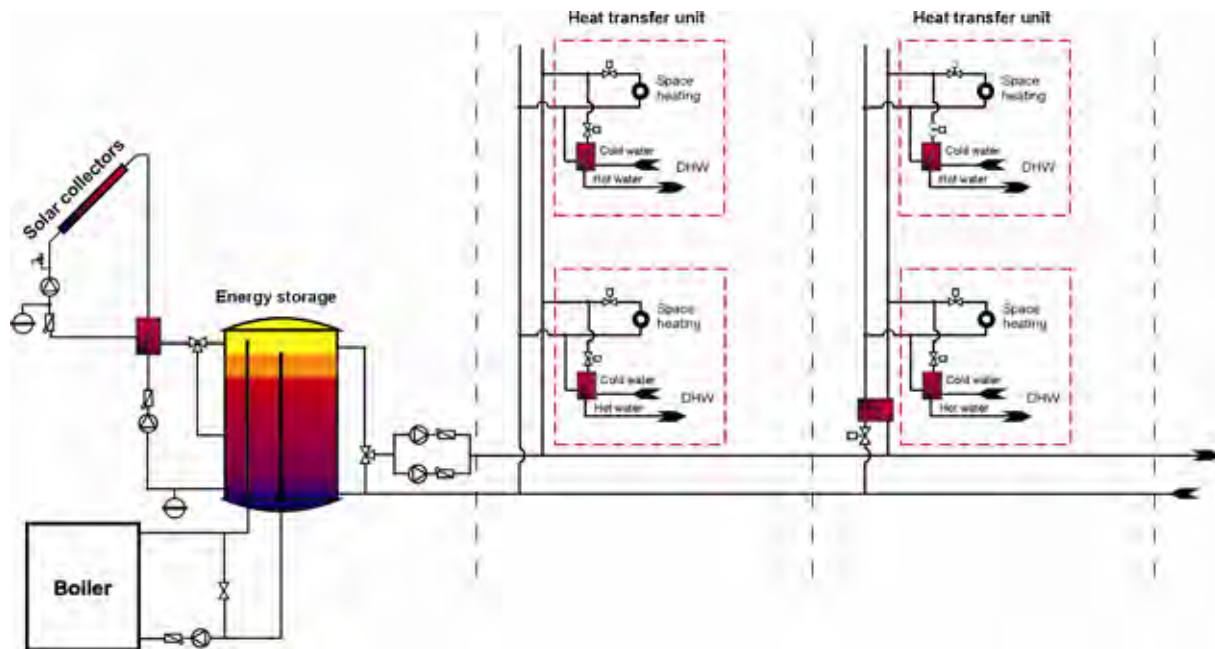 Heat transfer unit
Heat transfer unit
Space
heating
Cold water
DHW
Hot water
Space
heating
Cold water
DHW
Hot water
Solar collectors
Energy storage
Space
heating
Cold water
DHW
Hot water
Space
heating
Cold water
DHW
Hot water
Boiler